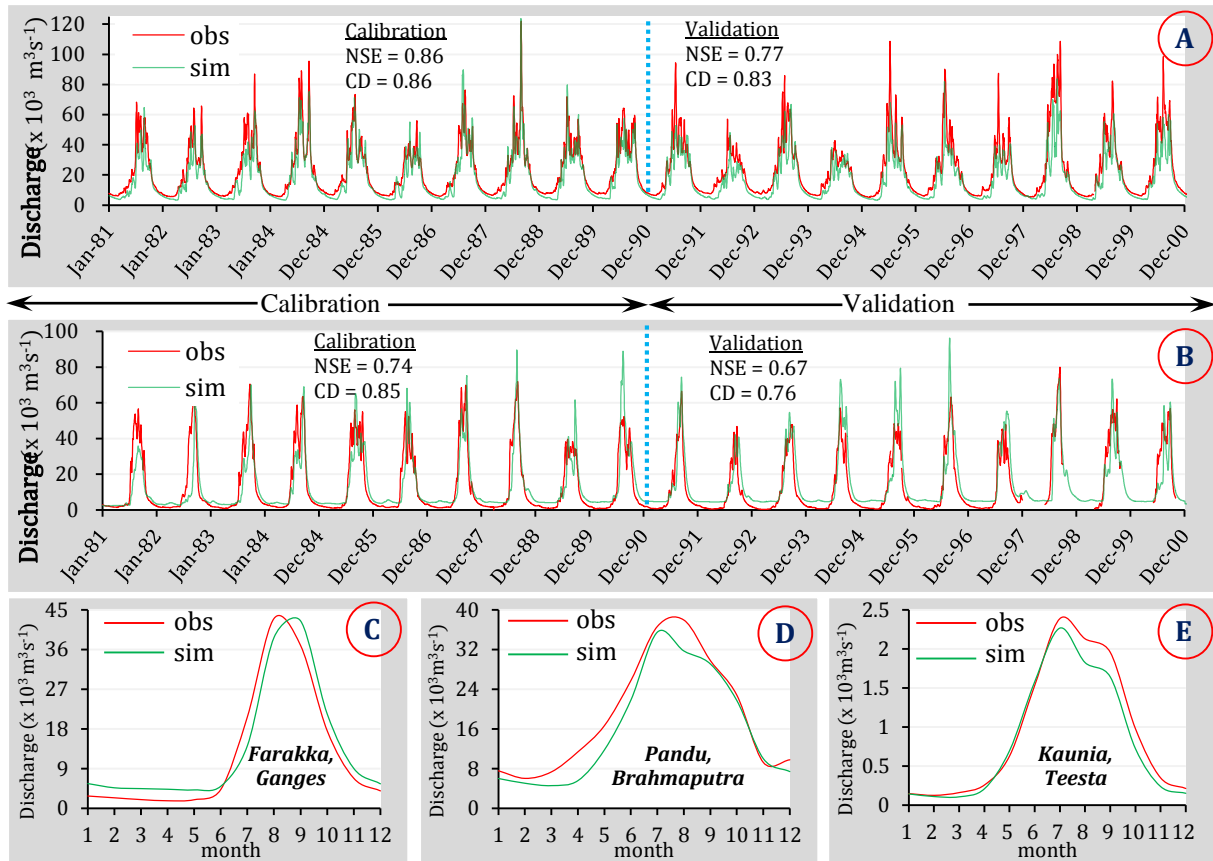 Discharge (x 10³ m³s⁻¹)
120
100
80
60
40
20
0
obs
sim
Calibration
NSE = 0.86
CD = 0.86
Validation
NSE = 0.77
CD = 0.83
A
Jan-81
Jan-82
Jan-83
Jan-84
Dec-84
Dec-85
Dec-86
Dec-87
Dec-88
Dec-89
Dec-90
Dec-91
Dec-92
Dec-93
Dec-94
Dec-95
Dec-96
Dec-97
Dec-98
Dec-99
Dec-00
Calibration
Validation
Discharge (x 10³ m³s⁻¹)
100
80
60
40
20
0
obs
sim
Calibration
NSE = 0.74
CD = 0.85
Validation
NSE = 0.67
CD = 0.76
B
Jan-81
Jan-82
Jan-83
Jan-84
Dec-84
Dec-85
Dec-86
Dec-87
Dec-88
Dec-89
Dec-90
Dec-91
Dec-92
Dec-93
Dec-94
Dec-95
Dec-96
Dec-97
Dec-98
Dec-99
Dec-00
Discharge (x 10³ m³s⁻¹)
45
36
27
18
9
0
obs
sim
C
Farakka,
Ganges
1 2 3 4 5 6 7 8 9 10 11 12
month
Discharge (x 10³ m³s⁻¹)
40
32
24
16
8
0
obs
sim
D
Pandu,
Brahmaputra
1 2 3 4 5 6 7 8 9 10 11 12
month
Discharge (x 10³m³s⁻¹)
2.5
2
1.5
1
0.5
0
obs
sim
E
Kaunia,
Teesta
1 2 3 4 5 6 7 8 9 10 11 12
month